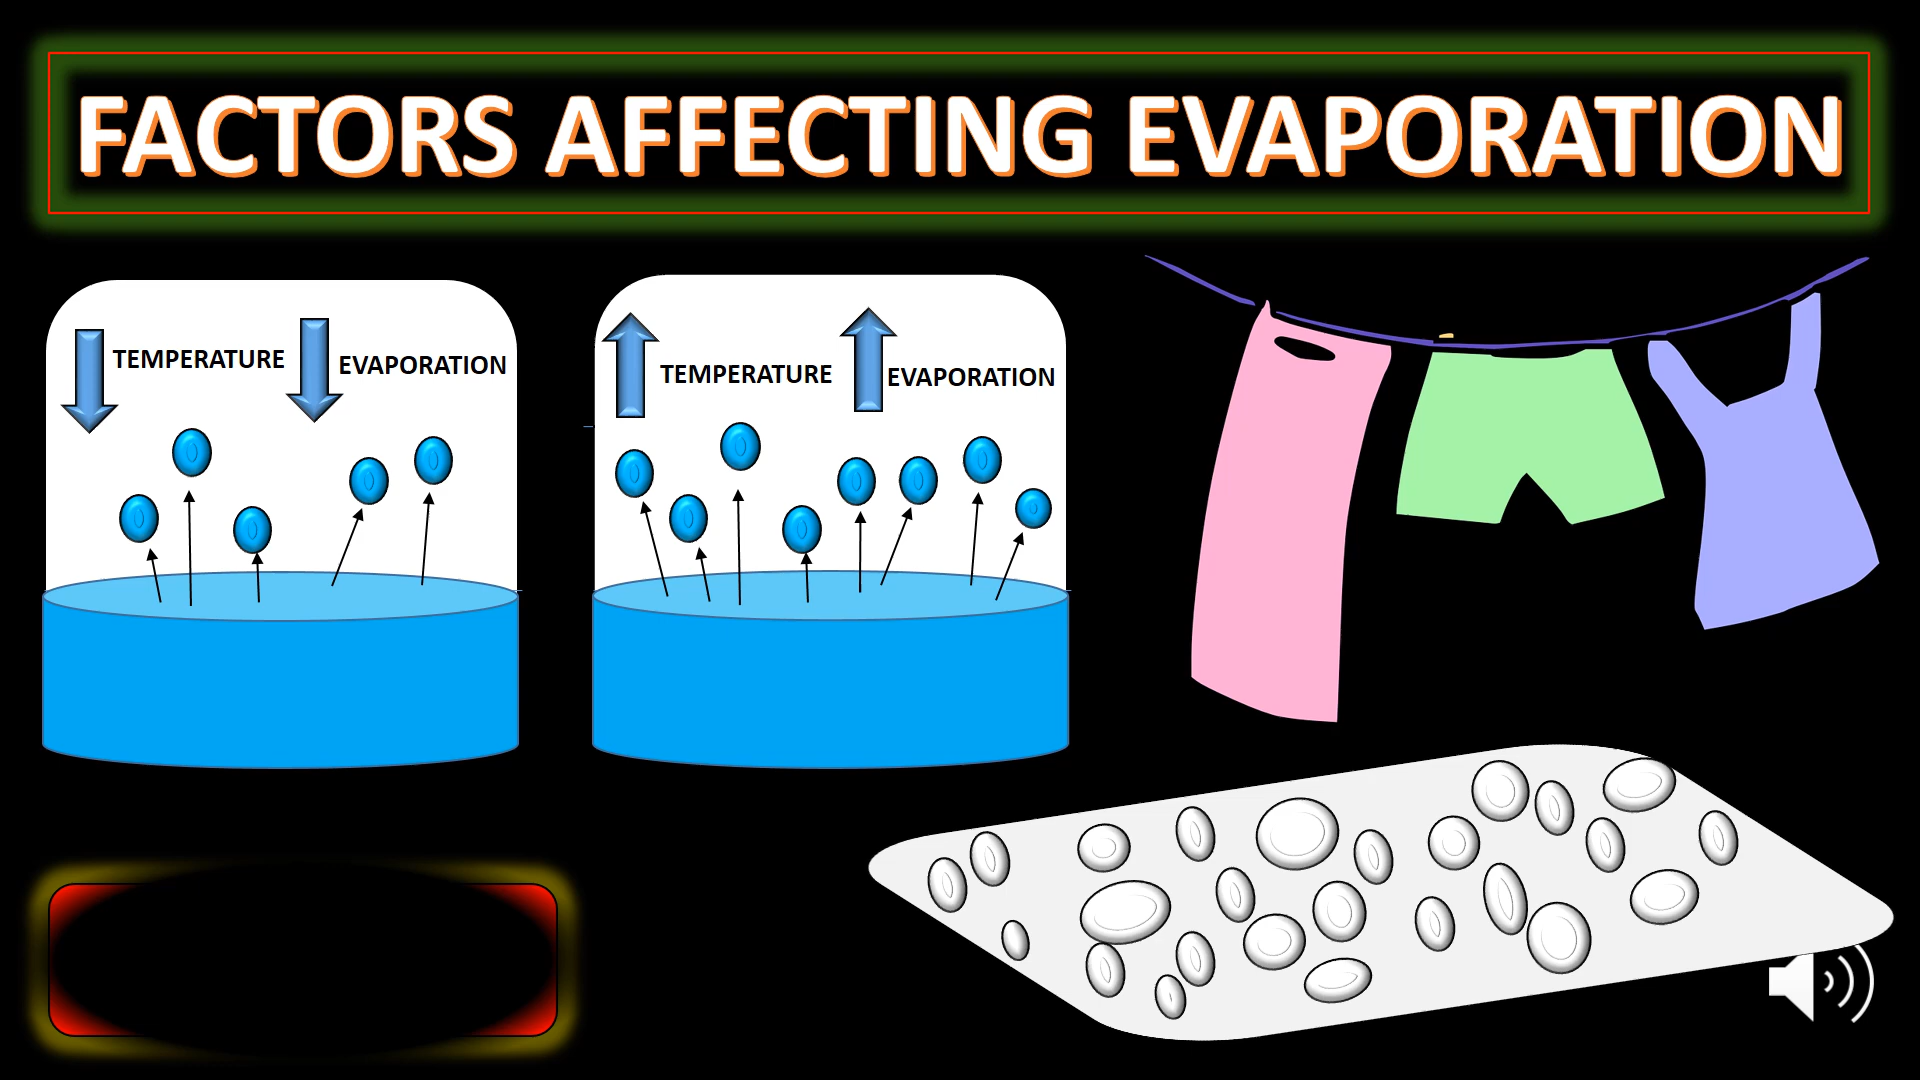 FACTORS AFFECTING EVAPORATION
TEMPERATURE
EVAPORATION
TEMPERATURE
EVAPORATION